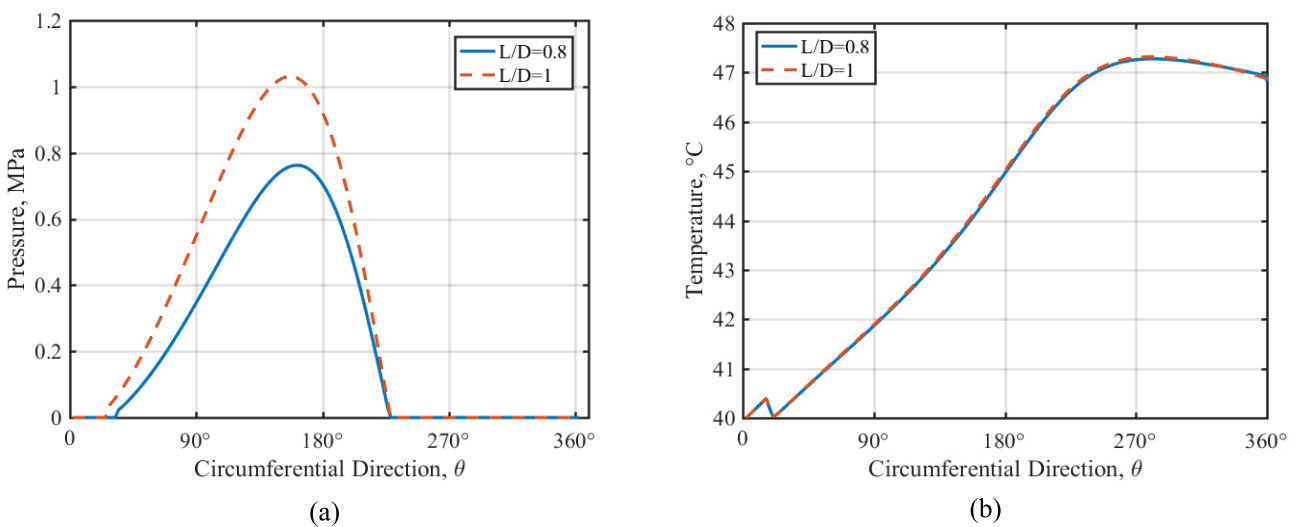 1.2
1
0.8
0.6
0.4
0.2
0
Pressure, MPa
L/D=0.8
L/D=1
0 90° 180° 270° 360°
Circumferential Direction, θ
(a)
48
47
46
45
44
43
42
41
40
Temperature, °C
L/D=0.8
L/D=1
0 90° 180° 270° 360°
Circumferential Direction, θ
(b)